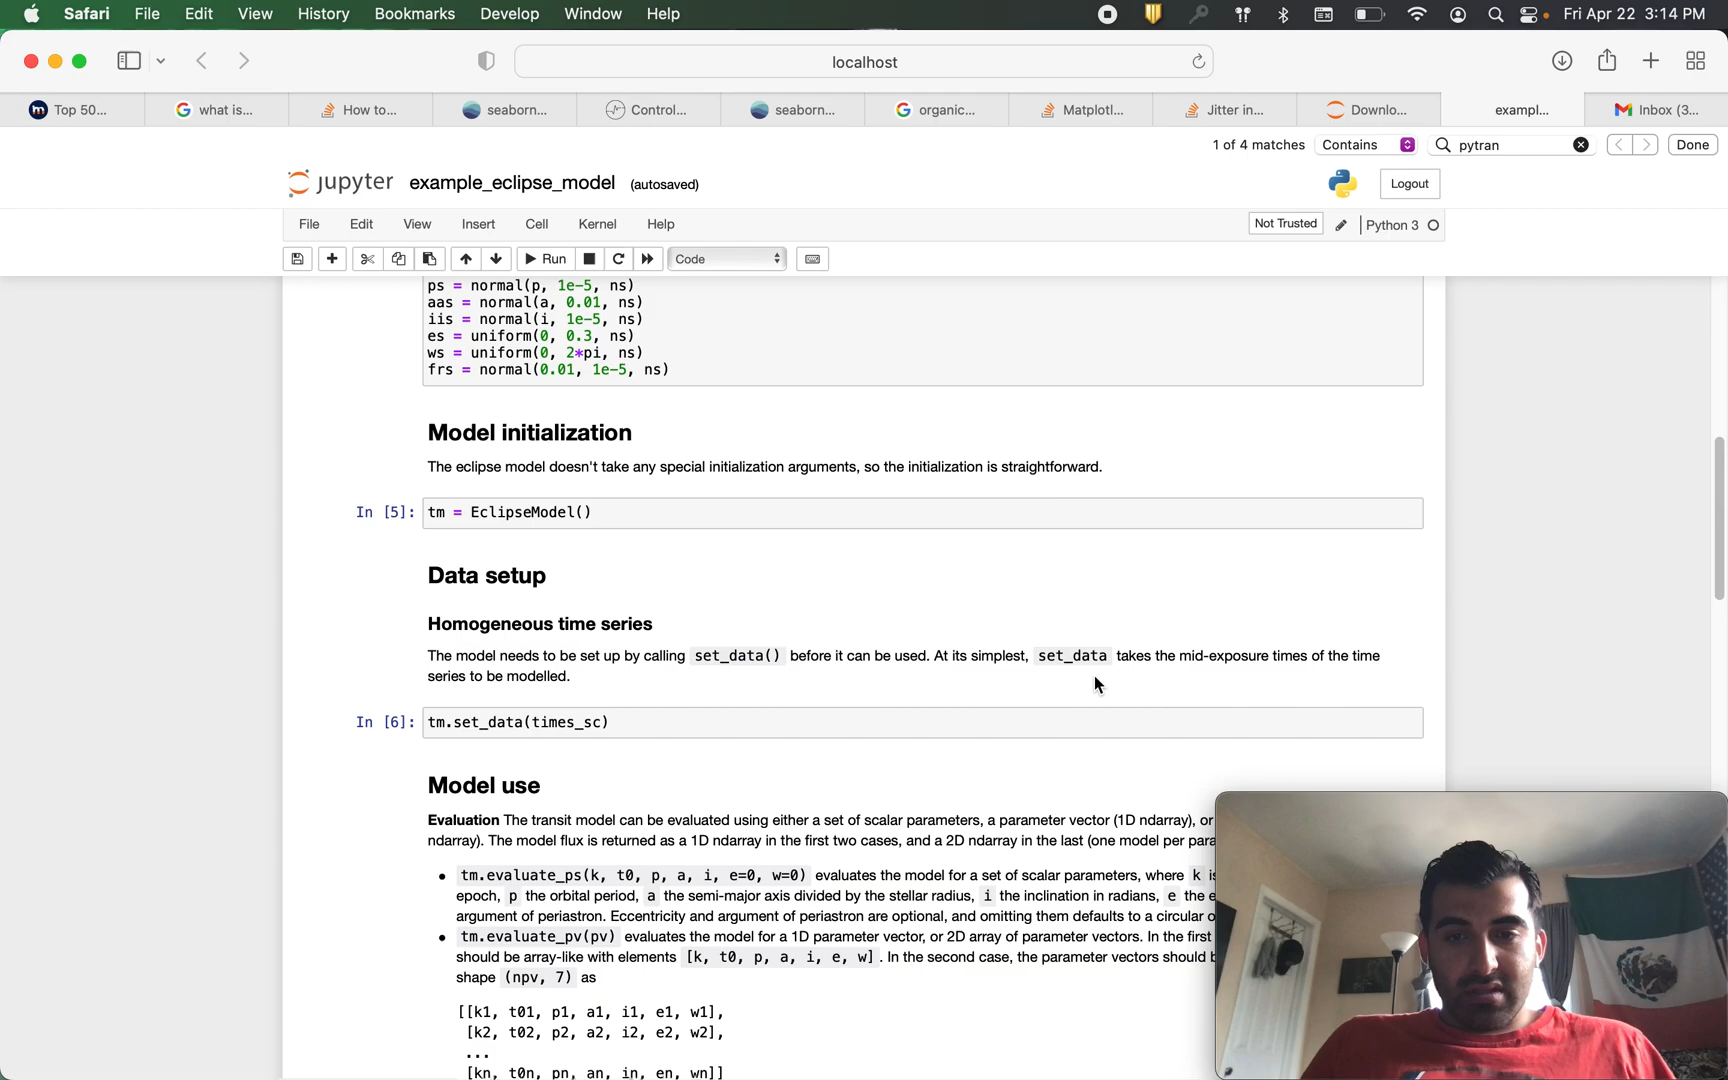 Safari File Edit View History Bookmarks Develop Window Help Fri Apr 22 3:14 PM
localhost
Top 50... what is... How to... seaborn... Control... seaborn... organic... Matplotl... Jitter in... Downlo... exampl... Inbox (3...
1 of 4 matches Contains pytran Done
jupyter example_eclipse_model (autosaved) Logout
File Edit View Insert Cell Kernel Help Not Trusted Python 3
Run Code
ps = normal(p, 1e-5, ns)
aas = normal(a, 0.01, ns)
iis = normal(i, 1e-5, ns)
es = uniform(0, 0.3, ns)
ws = uniform(0, 2*pi, ns)
frs = normal(0.01, 1e-5, ns)
Model initialization
The eclipse model doesn't take any special initialization arguments, so the initialization is straightforward.
In [5]: tm = EclipseModel()
Data setup
Homogeneous time series
The model needs to be set up by calling set_data() before it can be used. At its simplest, set_data takes the mid-exposure times of the time
series to be modelled.
In [6]: tm.set_data(times_sc)
Model use
Evaluation The transit model can be evaluated using either a set of scalar parameters, a parameter vector (1D ndarray), or
ndarray). The model flux is returned as a 1D ndarray in the first two cases, and a 2D ndarray in the last (one model per para
• tm.evaluate_ps(k, t0, p, a, i, e=0, w=0) evaluates the model for a set of scalar parameters, where k is
epoch, p the orbital period, a the semi-major axis divided by the stellar radius, i the inclination in radians, e the e
argument of periastron. Eccentricity and argument of periastron are optional, and omitting them defaults to a circular o
• tm.evaluate_pv(pv) evaluates the model for a 1D parameter vector, or 2D array of parameter vectors. In the first
should be array-like with elements [k, t0, p, a, i, e, w]. In the second case, the parameter vectors should b
shape (npv, 7) as
[[k1, t01, p1, a1, i1, e1, w1],
[k2, t02, p2, a2, i2, e2, w2],
...
[kn, t0n, pn, an, in, en, wn]]